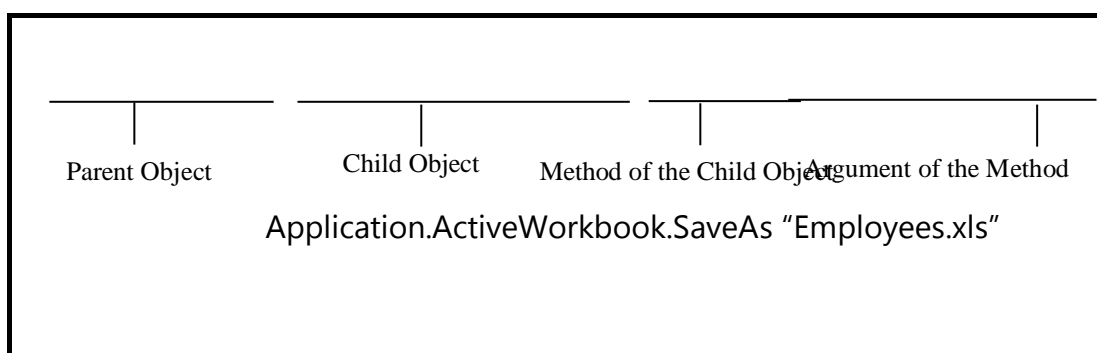 Parent Object
Child Object
Method of the Child Object
Argument of the Method
Application.ActiveWorkbook.SaveAs “Employees.xls”